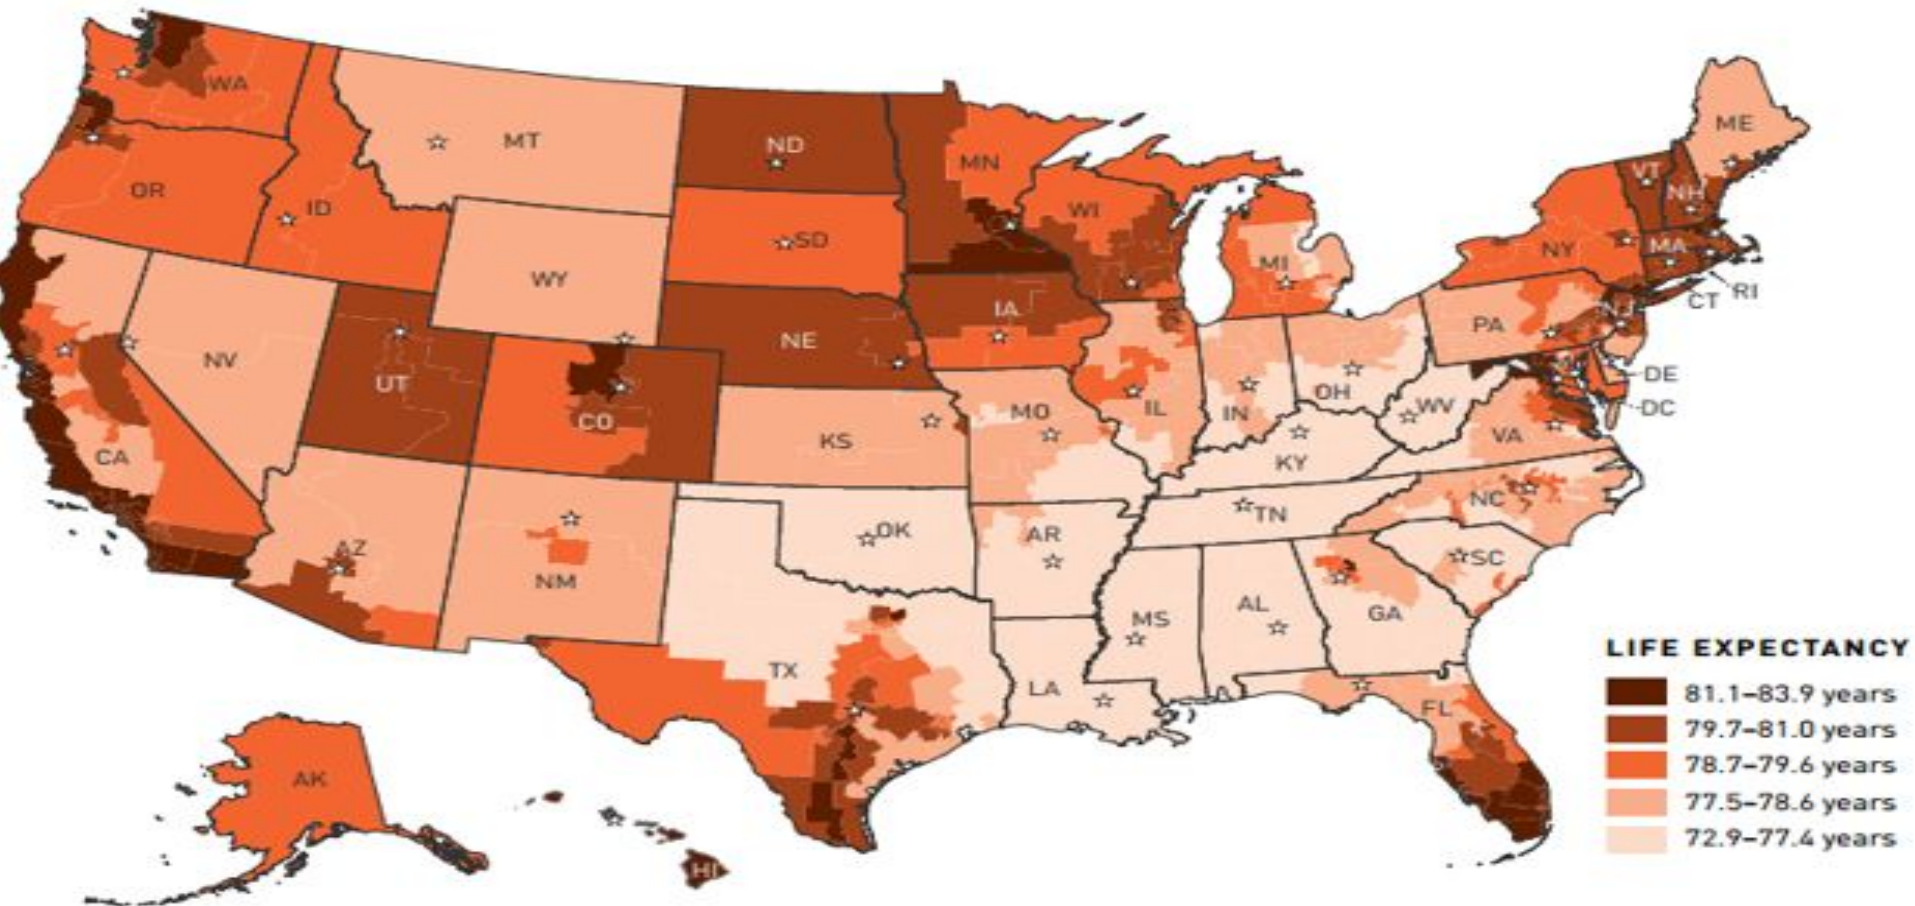 WA
MT
ND
MN
OR
ID
SD
WI
MI
ME
VT
NH
NY
MA
RI
CT
WY
NE
IA
PA
NJ
NV
UT
CO
KS
MO
IL
IN
OH
WV
DE
DC
VA
CA
KY
AZ
NM
OK
AR
TN
NC
SC
TX
LA
MS
AL
GA
FL
AK
HI
LIFE EXPECTANCY
81.1–83.9 years
79.7–81.0 years
78.7–79.6 years
77.5–78.6 years
72.9–77.4 years